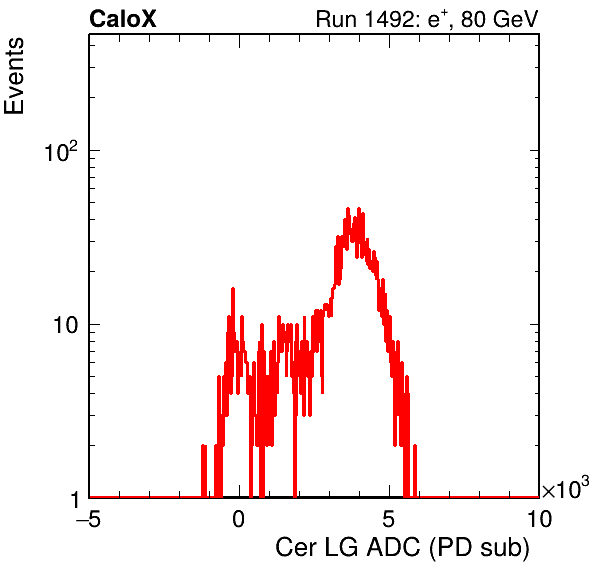 CaloX Run 1492: e⁺, 80 GeV
Events
10²
10
1
−5 0 5 10
×10³
Cer LG ADC (PD sub)